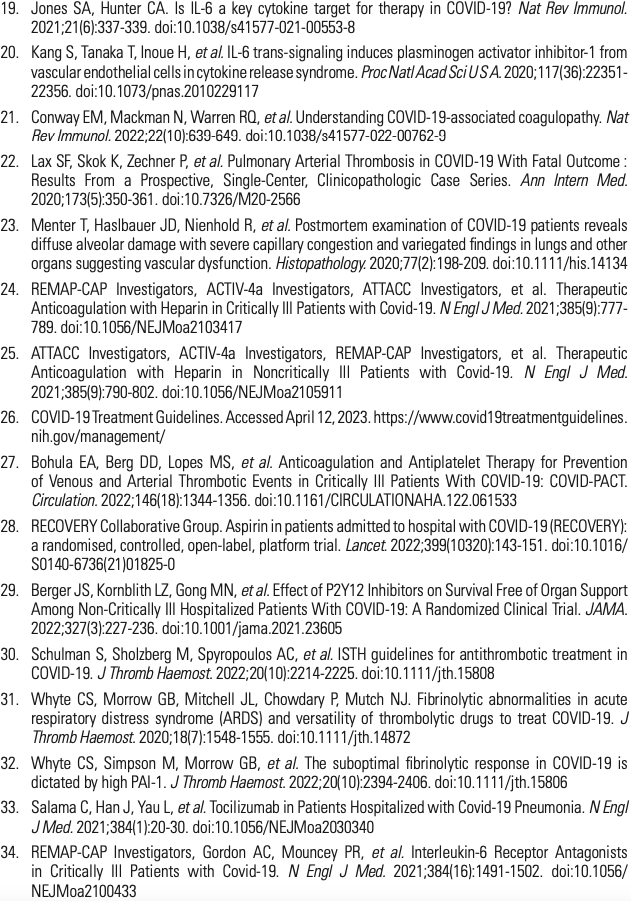 19. Jones SA, Hunter CA. Is IL-6 a key cytokine target for therapy in COVID-19? Nat Rev Immunol.
2021;21(6):337-339. doi:10.1038/s41577-021-00553-8
20. Kang S, Tanaka T, Inoue H, et al. IL-6 trans-signaling induces plasminogen activator inhibitor-1 from
vascular endothelial cells in cytokine release syndrome. Proc Natl Acad Sci U S A. 2020;117(36):22351-
22356. doi:10.1073/pnas.2010229117
21. Conway EM, Mackman N, Warren RQ, et al. Understanding COVID-19-associated coagulopathy. Nat
Rev Immunol. 2022;22(10):639-649. doi:10.1038/s41577-022-00762-9
22. Lax SF, Skok K, Zechner P, et al. Pulmonary Arterial Thrombosis in COVID-19 With Fatal Outcome :
Results From a Prospective, Single-Center, Clinicopathologic Case Series. Ann Intern Med.
2020;173(5):350-361. doi:10.7326/M20-2566
23. Menter T, Haslbauer JD, Nienhold R, et al. Postmortem examination of COVID-19 patients reveals
diffuse alveolar damage with severe capillary congestion and variegated findings in lungs and other
organs suggesting vascular dysfunction. Histopathology. 2020;77(2):198-209. doi:10.1111/his.14134
24. REMAP-CAP Investigators, ACTIV-4a Investigators, ATTACC Investigators, et al. Therapeutic
Anticoagulation with Heparin in Critically Ill Patients with Covid-19. N Engl J Med. 2021;385(9):777-
789. doi:10.1056/NEJMoa2103417
25. ATTACC Investigators, ACTIV-4a Investigators, REMAP-CAP Investigators, et al. Therapeutic
Anticoagulation with Heparin in Noncritically Ill Patients with Covid-19. N Engl J Med.
2021;385(9):790-802. doi:10.1056/NEJMoa2105911
26. COVID-19 Treatment Guidelines. Accessed April 12, 2023. https://www.covid19treatmentguidelines.
nih.gov/management/
27. Bohula EA, Berg DD, Lopes MS, et al. Anticoagulation and Antiplatelet Therapy for Prevention
of Venous and Arterial Thrombotic Events in Critically Ill Patients With COVID-19: COVID-PACT.
Circulation. 2022;146(18):1344-1356. doi:10.1161/CIRCULATIONAHA.122.061533
28. RECOVERY Collaborative Group. Aspirin in patients admitted to hospital with COVID-19 (RECOVERY):
a randomised, controlled, open-label, platform trial. Lancet. 2022;399(10320):143-151. doi:10.1016/
S0140-6736(21)01825-0
29. Berger JS, Kornblith LZ, Gong MN, et al. Effect of P2Y12 Inhibitors on Survival Free of Organ Support
Among Non-Critically Ill Hospitalized Patients With COVID-19: A Randomized Clinical Trial. JAMA.
2022;327(3):227-236. doi:10.1001/jama.2021.23605
30. Schulman S, Sholzberg M, Spyropoulos AC, et al. ISTH guidelines for antithrombotic treatment in
COVID-19. J Thromb Haemost. 2022;20(10):2214-2225. doi:10.1111/jth.15808
31. Whyte CS, Morrow GB, Mitchell JL, Chowdary P, Mutch NJ. Fibrinolytic abnormalities in acute
respiratory distress syndrome (ARDS) and versatility of thrombolytic drugs to treat COVID-19. J
Thromb Haemost. 2020;18(7):1548-1555. doi:10.1111/jth.14872
32. Whyte CS, Simpson M, Morrow GB, et al. The suboptimal fibrinolytic response in COVID-19 is
dictated by high PAI-1. J Thromb Haemost. 2022;20(10):2394-2406. doi:10.1111/jth.15806
33. Salama C, Han J, Yau L, et al. Tocilizumab in Patients Hospitalized with Covid-19 Pneumonia. N Engl
J Med. 2021;384(1):20-30. doi:10.1056/NEJMoa2030340
34. REMAP-CAP Investigators, Gordon AC, Mouncey PR, et al. Interleukin-6 Receptor Antagonists
in Critically Ill Patients with Covid-19. N Engl J Med. 2021;384(16):1491-1502. doi:10.1056/
NEJMoa2100433